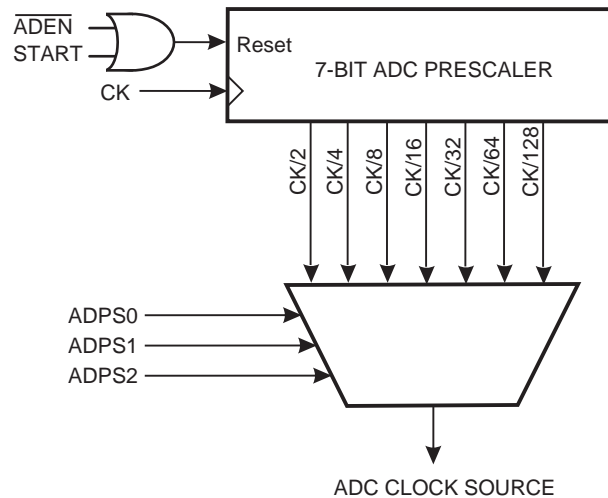 ADEN
START
Reset
7-BIT ADC PRESCALER
CK
CK/2
CK/4
CK/8
CK/16
CK/32
CK/64
CK/128
ADPS0
ADPS1
ADPS2
ADC CLOCK SOURCE